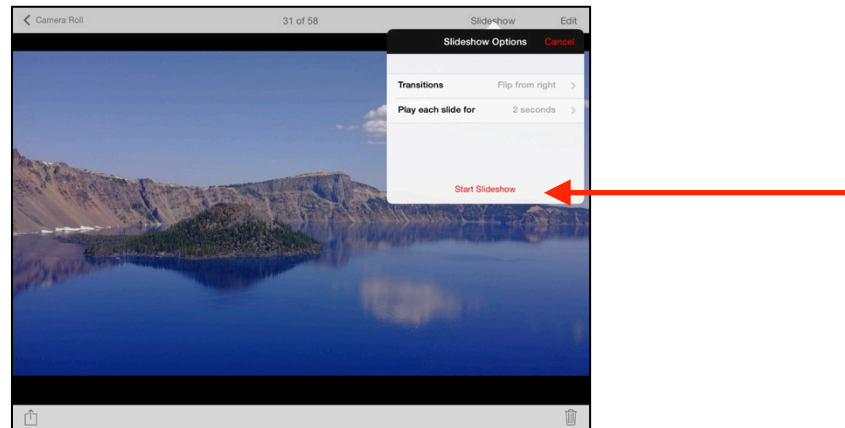 Camera Roll 31 of 58 Slideshow Edit
Slideshow Options Cancel
Transitions Flip from right
Play each slide for 2 seconds
Start Slideshow